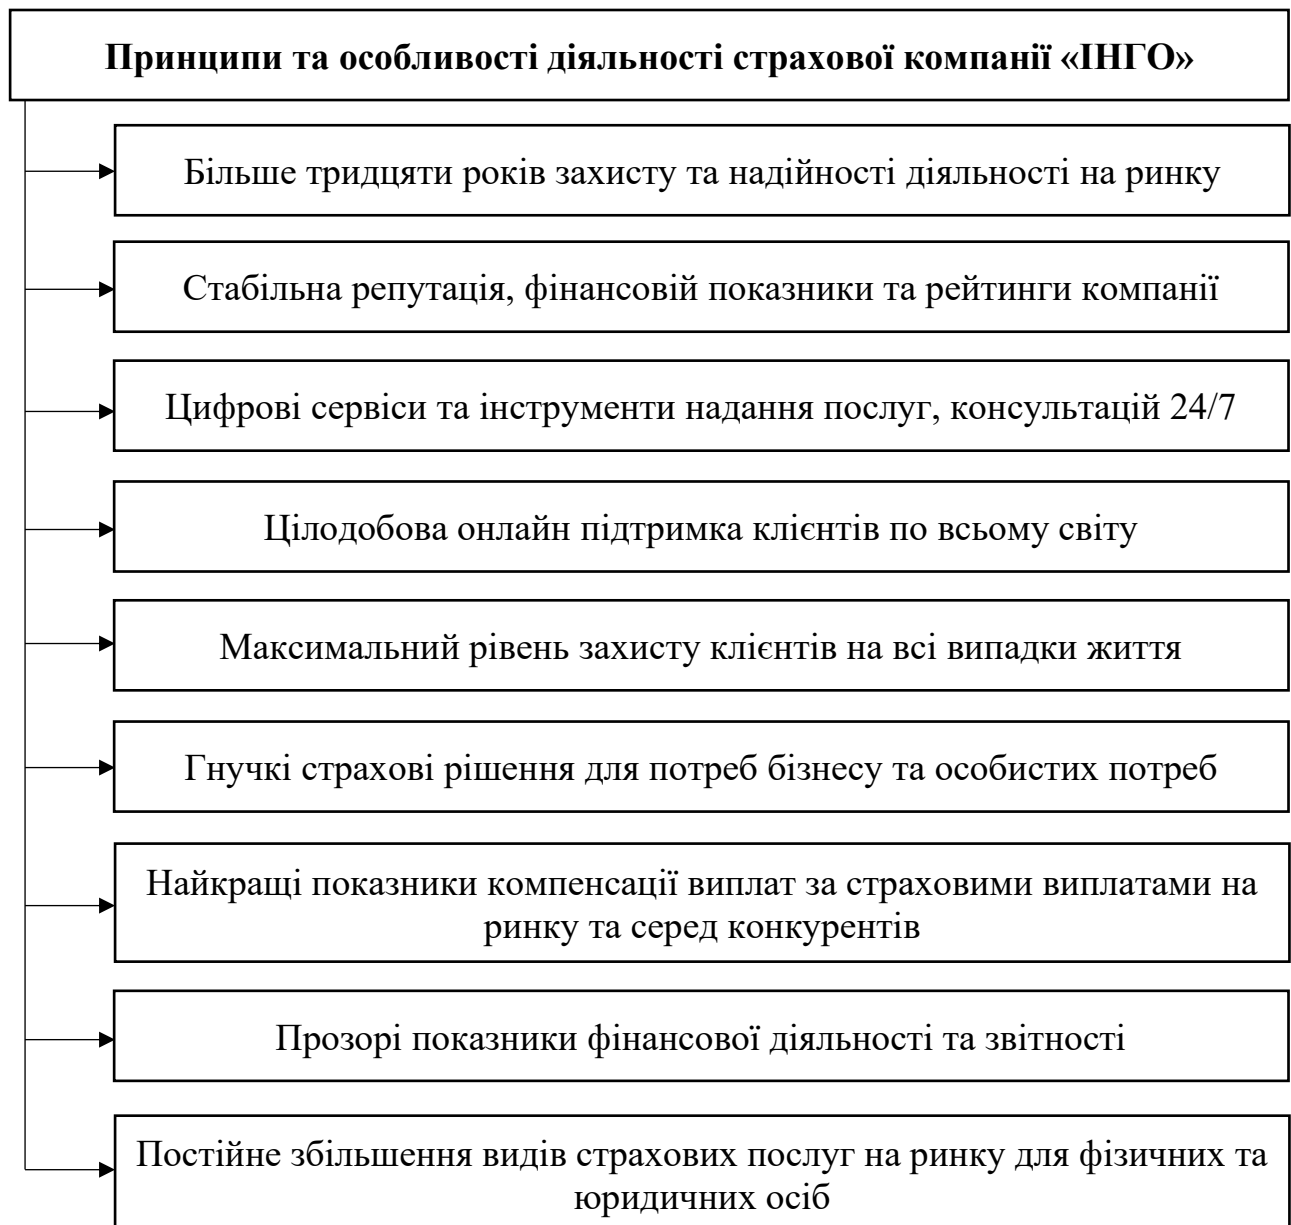 Принципи та особливості діяльності страхової компанії «ІНГО»
Більше тридцяти років захисту та надійності діяльності на ринку
Стабільна репутація, фінансовій показники та рейтинги компанії
Цифрові сервіси та інструменти надання послуг, консультацій 24/7
Цілодобова онлайн підтримка клієнтів по всьому світу
Максимальний рівень захисту клієнтів на всі випадки життя
Гнучкі страхові рішення для потреб бізнесу та особистих потреб
Найкращі показники компенсації виплат за страховими виплатами на
ринку та серед конкурентів
Прозорі показники фінансової діяльності та звітності
Постійне збільшення видів страхових послуг на ринку для фізичних та
юридичних осіб